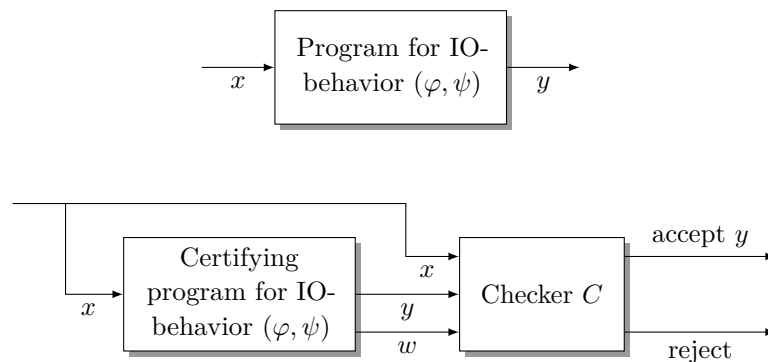 Program for IO-
behavior (φ, ψ)
x
y
Certifying
program for IO-
behavior (φ, ψ)
x
y
w
x
Checker C
accept y
reject